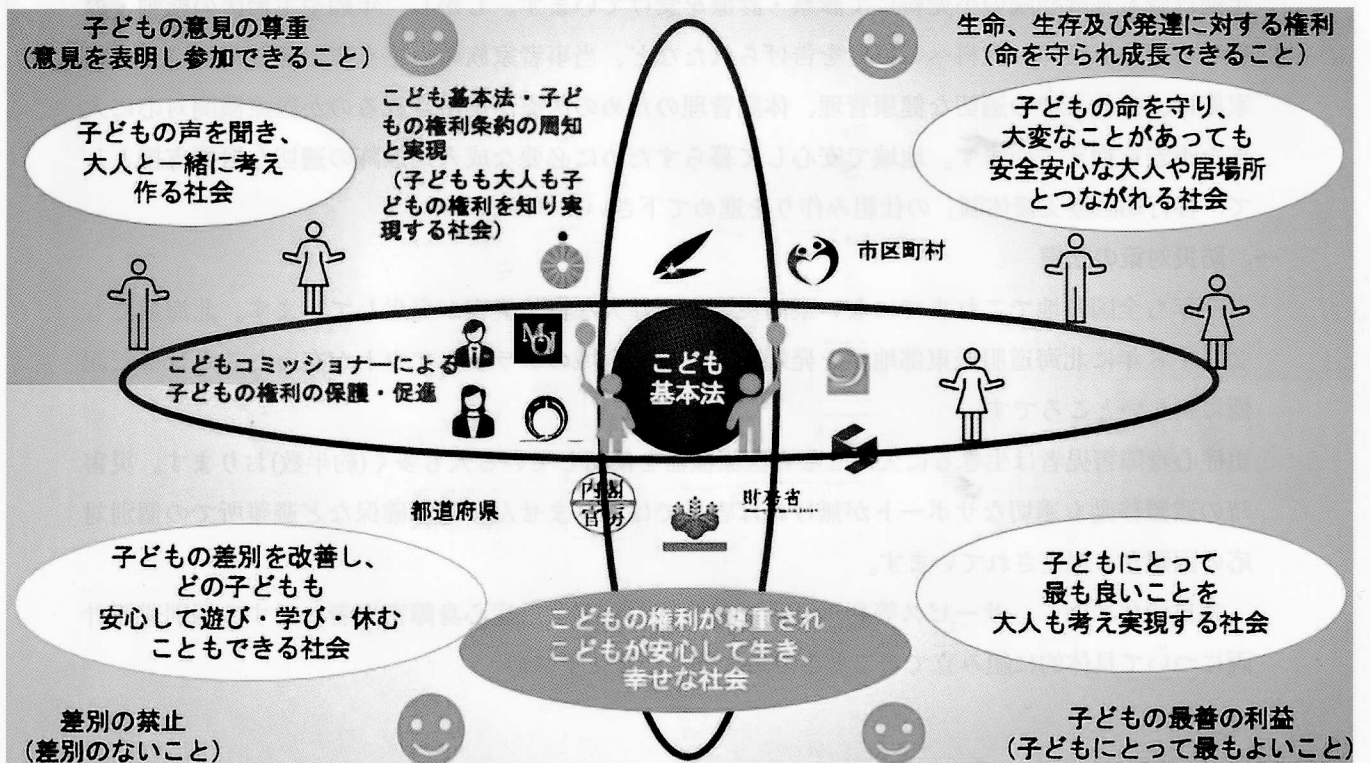 子どもの意見の尊重
(意見を表明し参加できること)
生命、生存及び発達に対する権利
(命を守られ成長できること)
こども基本法・子ど
もの権利条約の周知
と実現
(子どもも大人も子
どもの権利を知り実
現する社会)
子どもの声を聞き、
大人と一緒に考え
作る社会
子どもの命を守り、
大変なことがあっても
安全安心な大人や居場所
とつながれる社会
市区町村
こどもコミッショナーによる
子どもの権利の保護・促進
MOJ
こども
基本法
都道府県
内閣
官房
財務省
子どもの差別を改善し、
どの子どもも
安心して遊び・学び・休む
こともできる社会
こどもの権利が尊重され
こどもが安心して生き、
幸せな社会
子どもにとって
最も良いことを
大人も考え実現する社会
差別の禁止
(差別のないこと)
子どもの最善の利益
(子どもにとって最もよいこと)